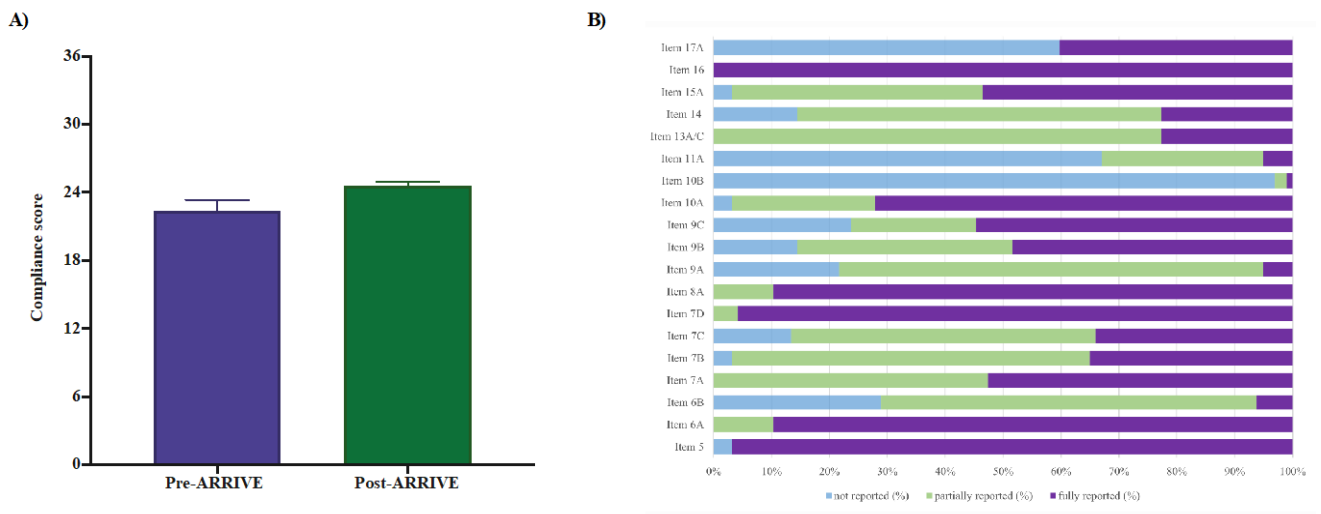 A)
36
30
24
18
12
6
0
Compliance score
Pre-ARRIVE Post-ARRIVE
B)
Item 17A
Item 16
Item 15A
Item 14
Item 13A/C
Item 11A
Item 10B
Item 10A
Item 9C
Item 9B
Item 9A
Item 8A
Item 7D
Item 7C
Item 7B
Item 7A
Item 6B
Item 6A
Item 5
0% 10% 20% 30% 40% 50% 60% 70% 80% 90% 100%
not reported (%) partially reported (%) fully reported (%)